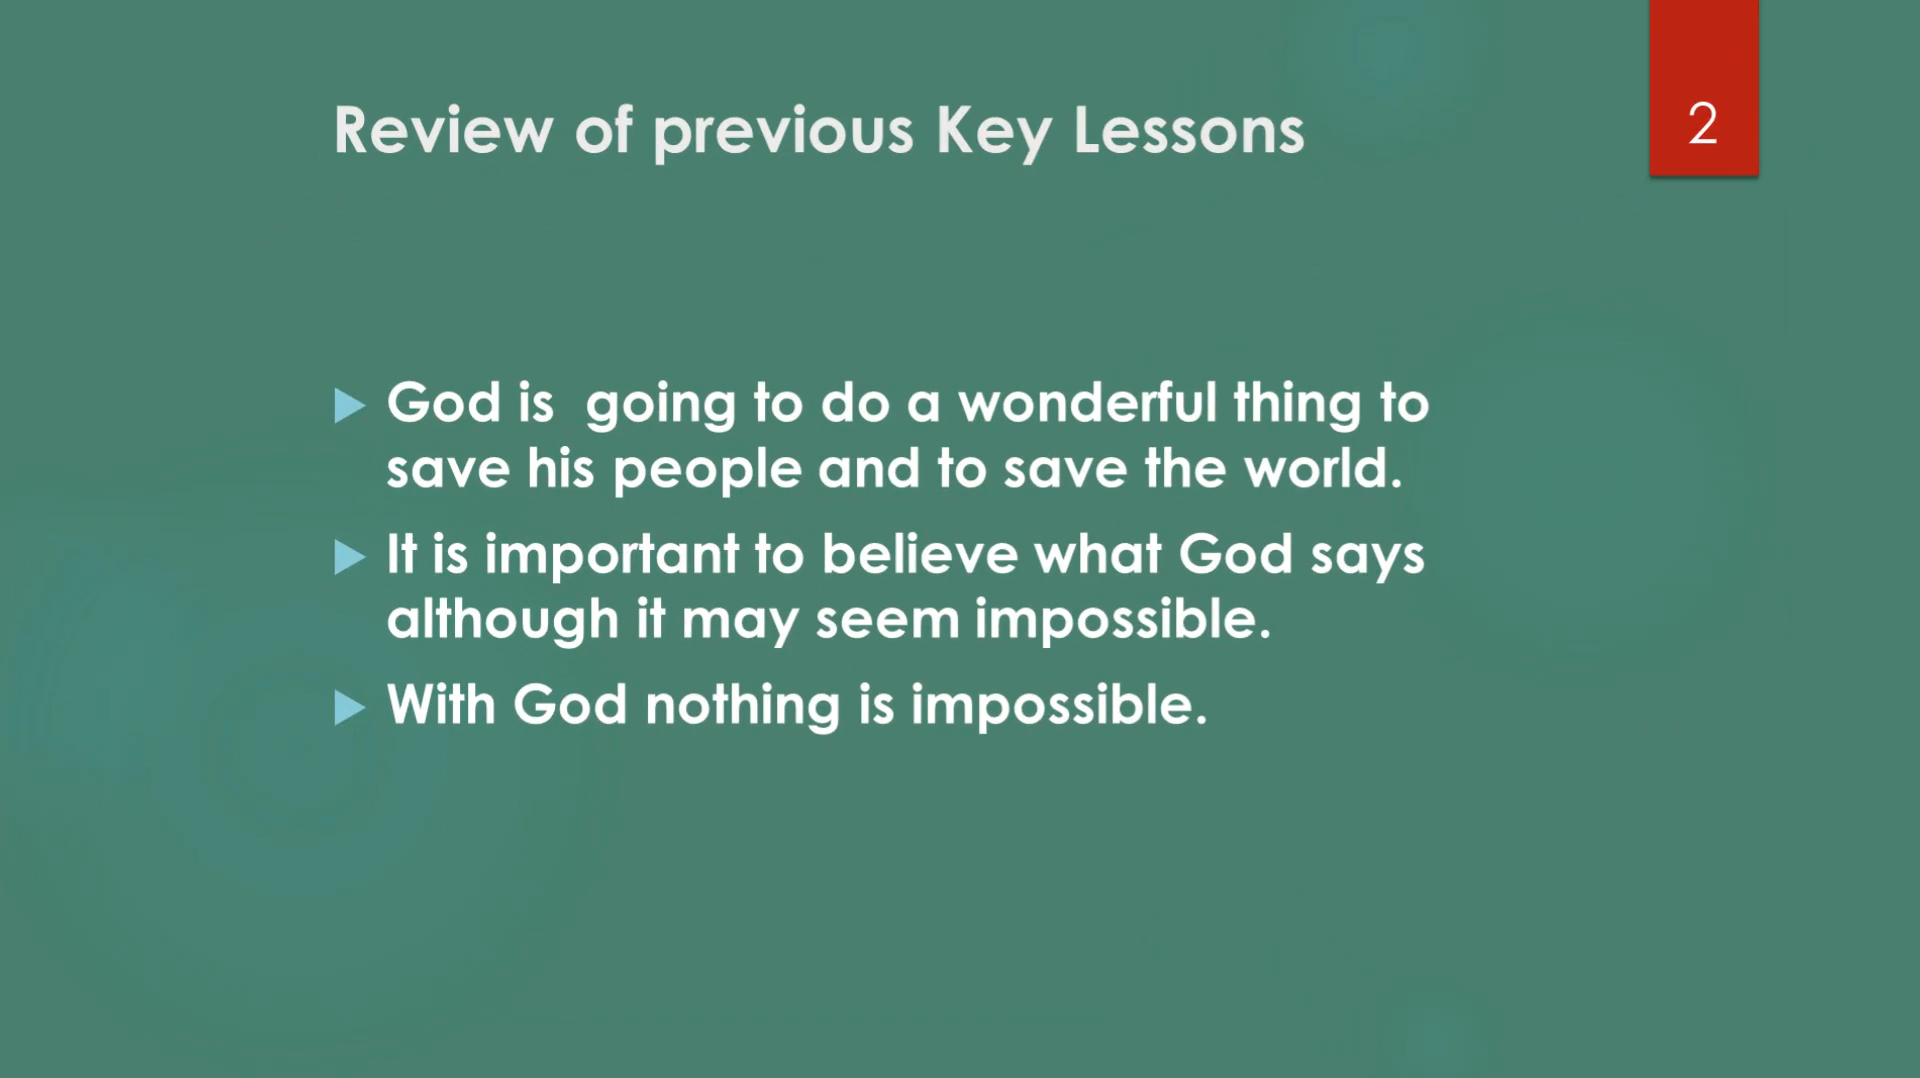 Review of previous Key Lessons
2
God is  going to do a wonderful thing to
save his people and to save the world.
It is important to believe what God says
although it may seem impossible.
With God nothing is impossible.